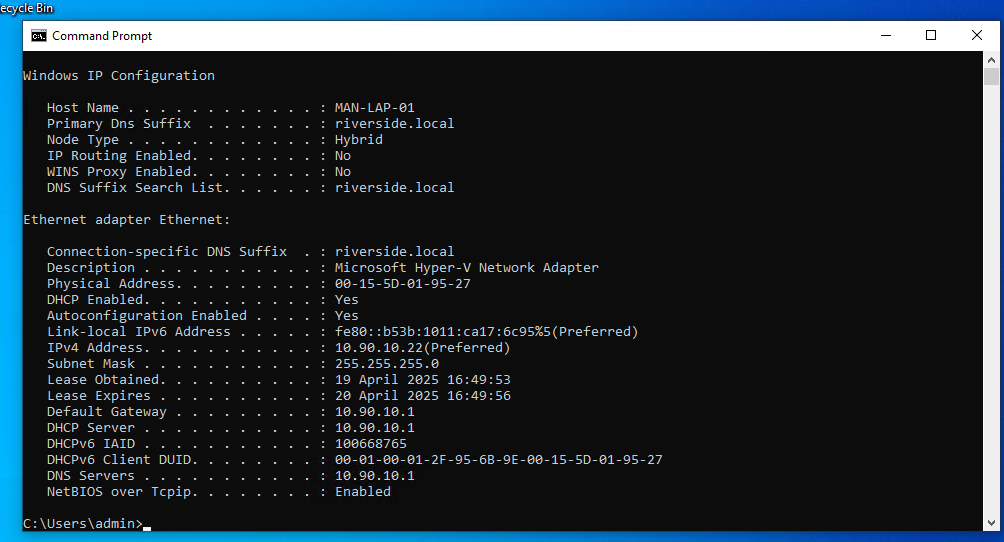 ecycle Bin
Command Prompt
Windows IP Configuration
Host Name . . . . . . . . . . . . : MAN-LAP-01
Primary Dns Suffix  . . . . . . . : riverside.local
Node Type . . . . . . . . . . . . : Hybrid
IP Routing Enabled. . . . . . . . : No
WINS Proxy Enabled. . . . . . . . : No
DNS Suffix Search List. . . . . . : riverside.local
Ethernet adapter Ethernet:
Connection-specific DNS Suffix  . : riverside.local
Description . . . . . . . . . . . : Microsoft Hyper-V Network Adapter
Physical Address. . . . . . . . . : 00-15-5D-01-95-27
DHCP Enabled. . . . . . . . . . . : Yes
Autoconfiguration Enabled . . . . : Yes
Link-local IPv6 Address . . . . . : fe80::b53b:1011:ca17:6c95%5(Preferred)
IPv4 Address. . . . . . . . . . . : 10.90.10.22(Preferred)
Subnet Mask . . . . . . . . . . . : 255.255.255.0
Lease Obtained. . . . . . . . . . : 19 April 2025 16:49:53
Lease Expires . . . . . . . . . . : 20 April 2025 16:49:56
Default Gateway . . . . . . . . . : 10.90.10.1
DHCP Server . . . . . . . . . . . : 10.90.10.1
DHCPv6 IAID . . . . . . . . . . . : 100668765
DHCPv6 Client DUID. . . . . . . . : 00-01-00-01-2F-95-6B-9E-00-15-5D-01-95-27
DNS Servers . . . . . . . . . . . : 10.90.10.1
NetBIOS over Tcpip. . . . . . . . : Enabled
C:\Users\admin>